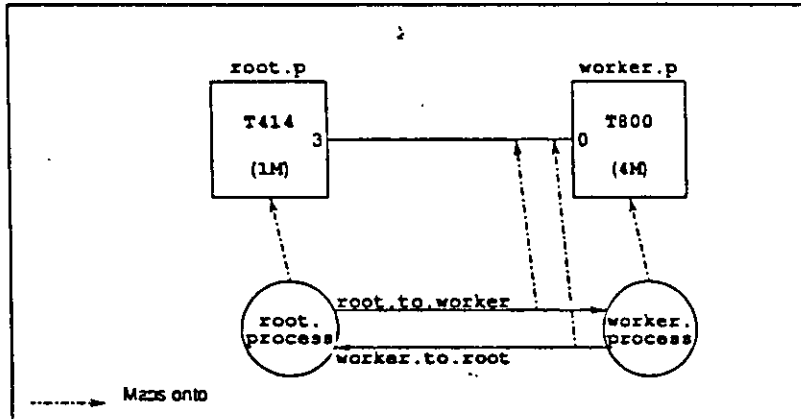 root.p worker.p
T414 T800
3 0
(1M) (4M)
root.to.worker
root. worker.
process process
worker.to.root
Maps onto